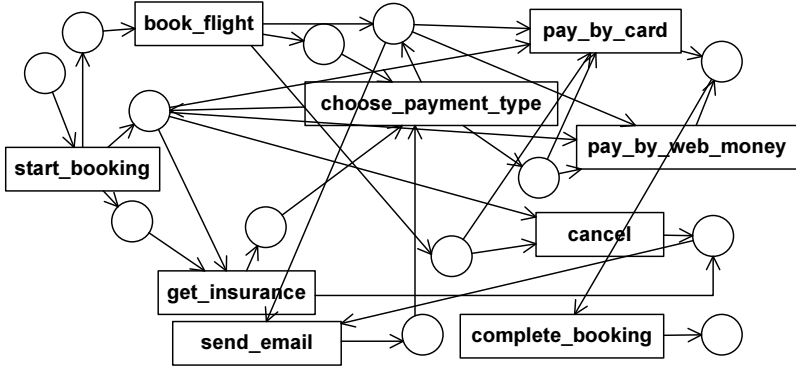 book_flight
pay_by_card
choose_payment_type
pay_by_web_money
start_booking
cancel
get_insurance
send_email
complete_booking